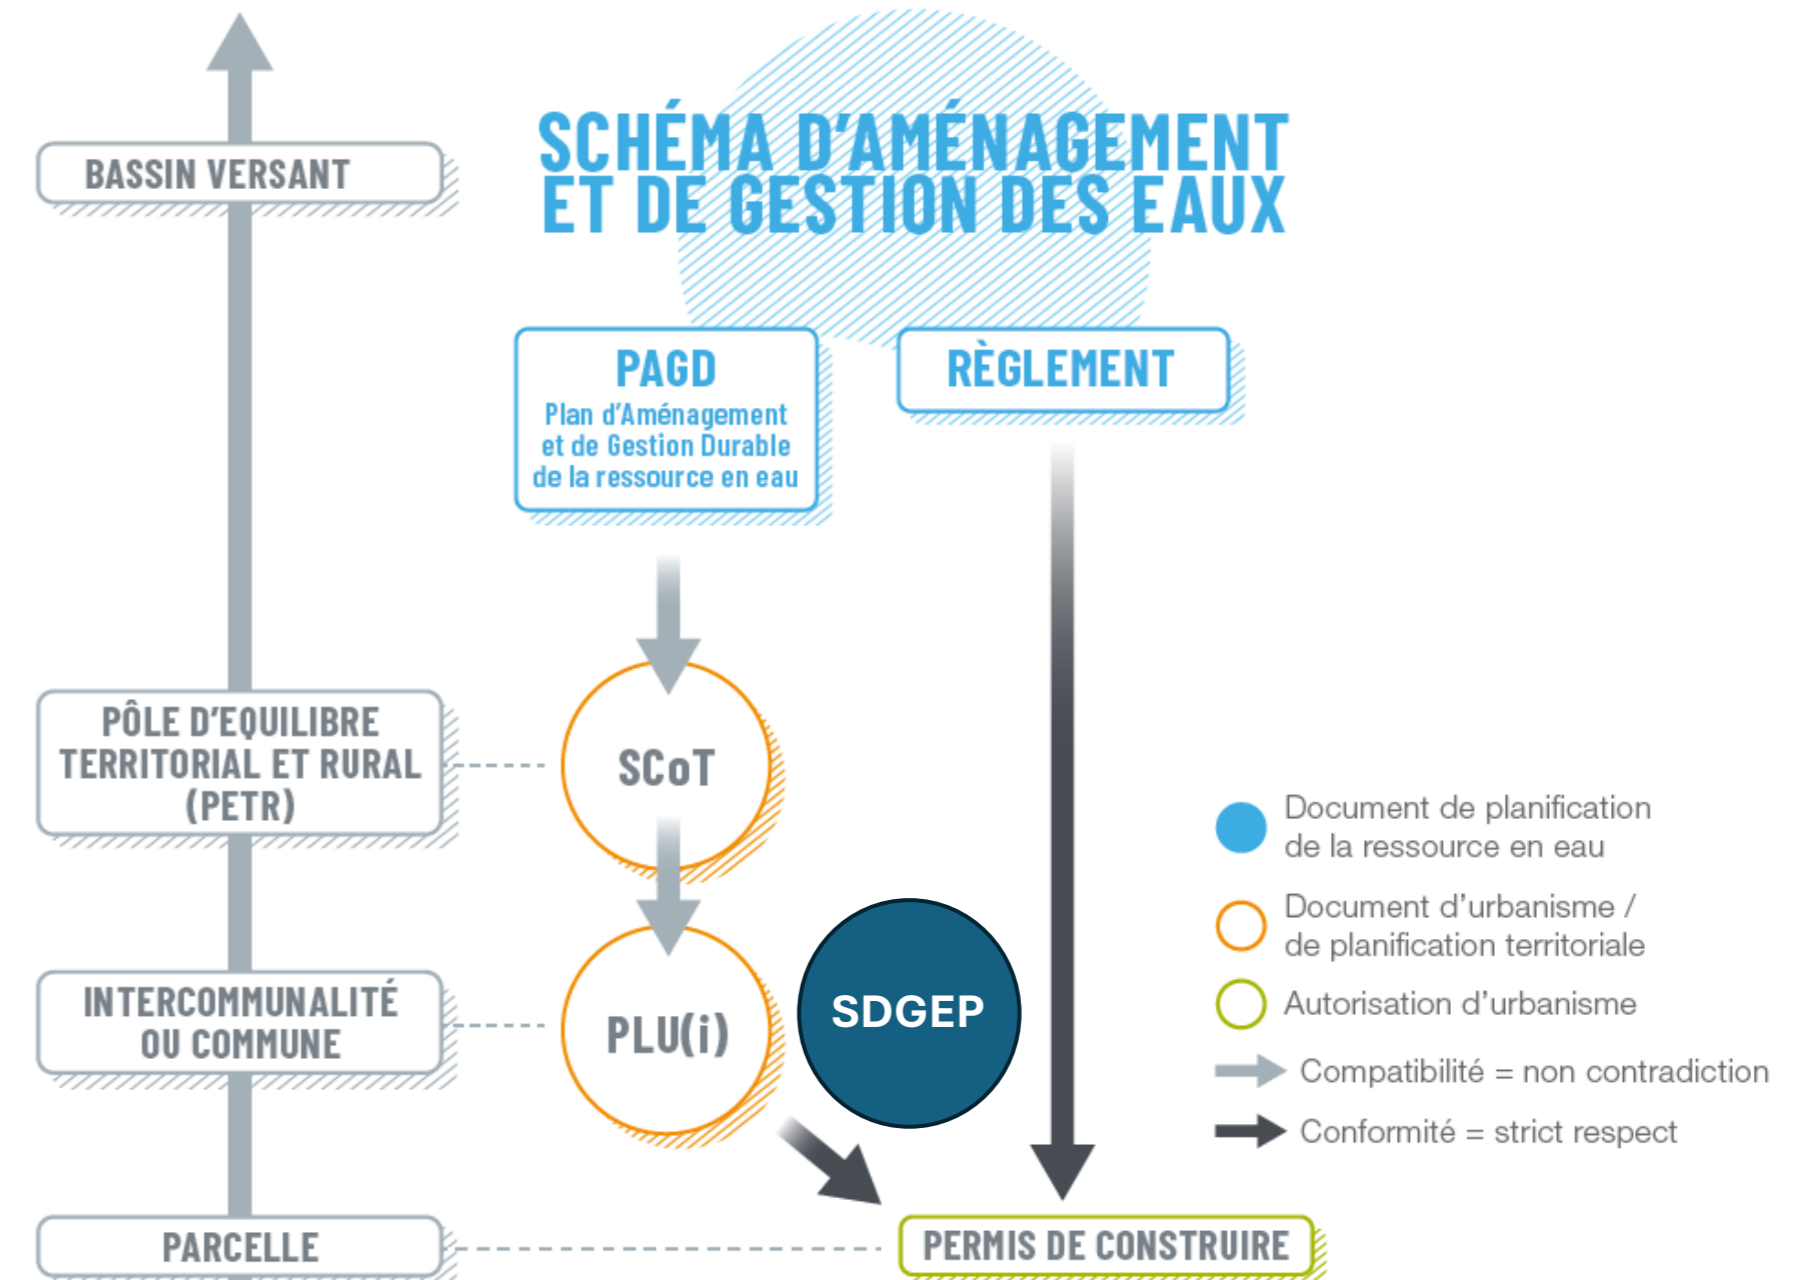 SCHÉMA D'AMÉNAGEMENT
ET DE GESTION DES EAUX
BASSIN VERSANT
PAGD
Plan d'Aménagement
et de Gestion Durable
de la ressource en eau
RÈGLEMENT
PÔLE D'EQUILIBRE
TERRITORIAL ET RURAL
(PETR)
SCoT
INTERCOMMUNALITÉ
OU COMMUNE
PLU(i)
SDGEP
PARCELLE
PERMIS DE CONSTRUIRE
Document de planification
de la ressource en eau
Document d'urbanisme /
de planification territoriale
Autorisation d'urbanisme
Compatibilité = non contradiction
Conformité = strict respect